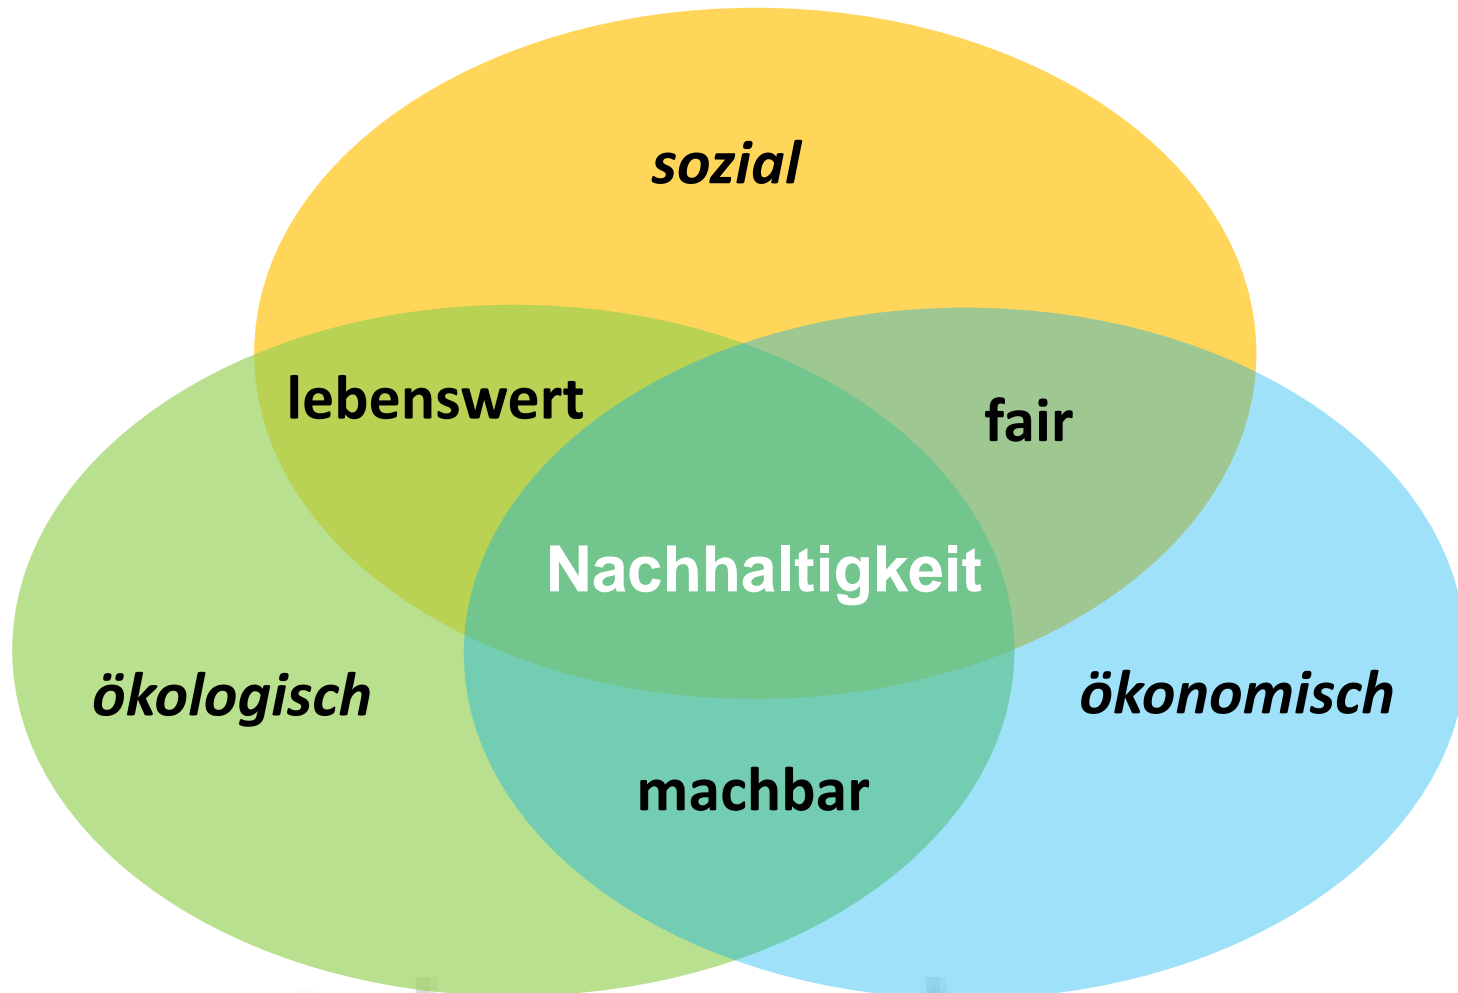 sozial
lebenswert
fair
Nachhaltigkeit
ökologisch
ökonomisch
machbar